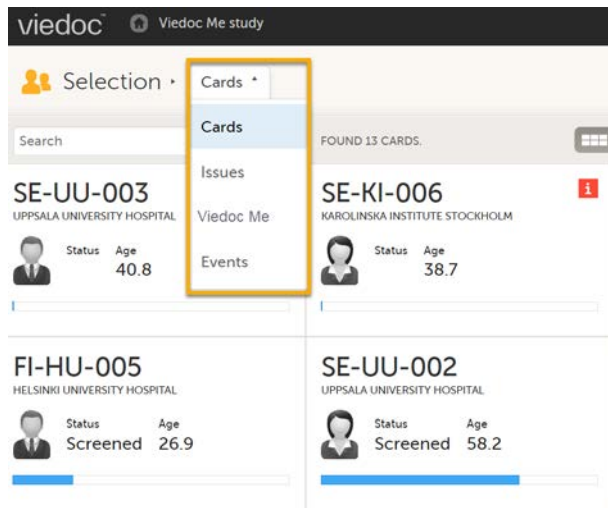 viedoc™ Viedoc Me study
Selection Cards
Search
Cards
Issues
Viedoc Me
Events
FOUND 13 CARDS.
SE-UU-003
UPPSALA UNIVERSITY HOSPITAL
Status Age
40.8
SE-KI-006
KAROLINSKA INSTITUTE STOCKHOLM
Status Age
38.7
i
FI-HU-005
HELSINKI UNIVERSITY HOSPITAL
Status Age
Screened 26.9
SE-UU-002
UPPSALA UNIVERSITY HOSPITAL
Status Age
Screened 58.2